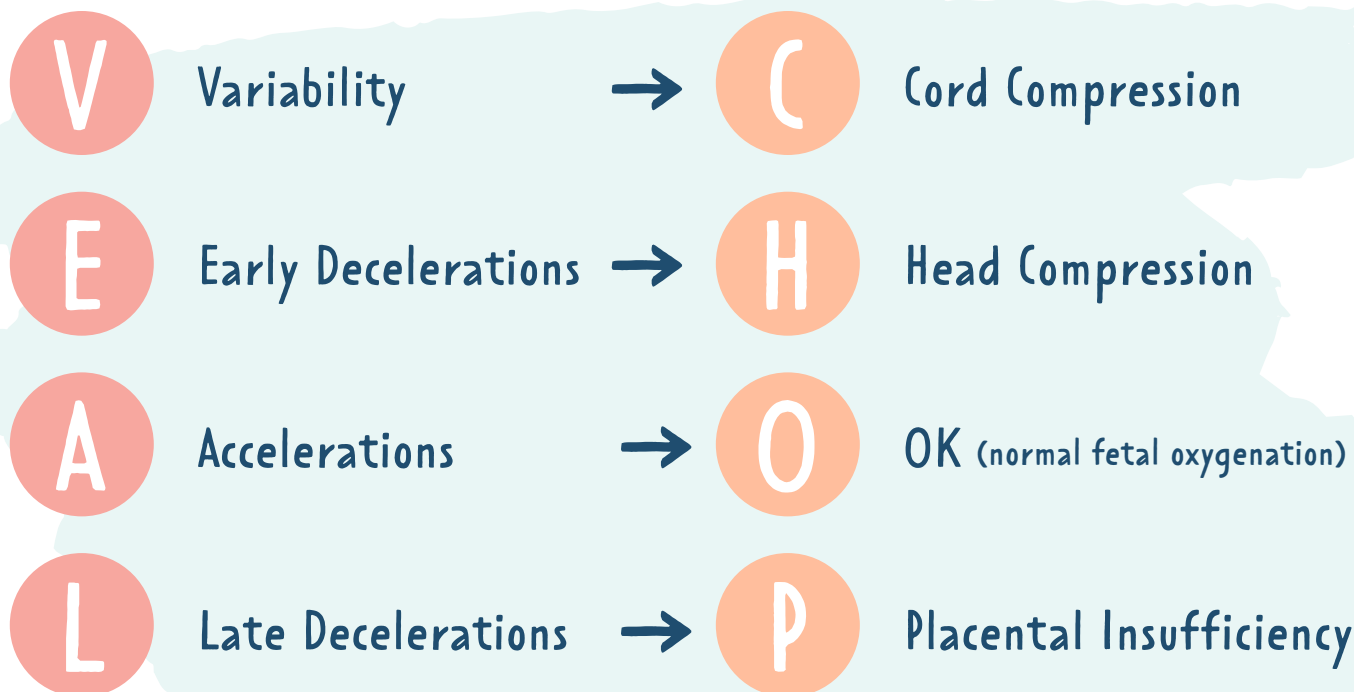 V Variability → C Cord Compression
E Early Decelerations → H Head Compression
A Accelerations → O OK (normal fetal oxygenation)
L Late Decelerations → P Placental Insufficiency